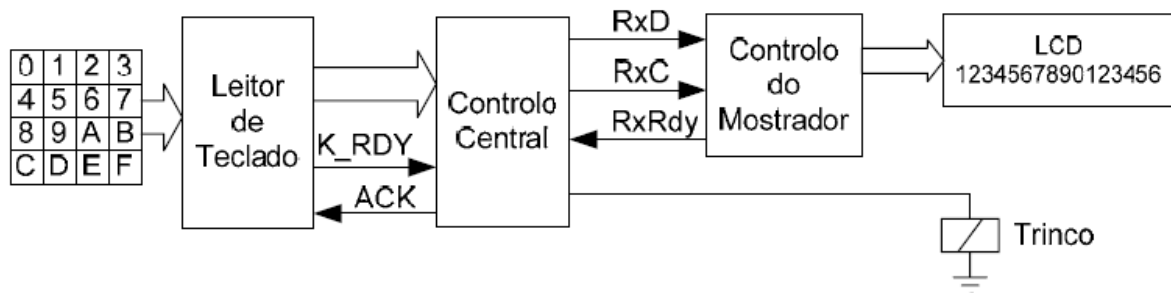 0 1 2 3
4 5 6 7
8 9 A B
C D E F
Leitor
de
Teclado
K_RDY
ACK
Controlo
Central
RxD
RxC
RxRdy
Controlo
do
Mostrador
LCD
1234567890123456
Trinco